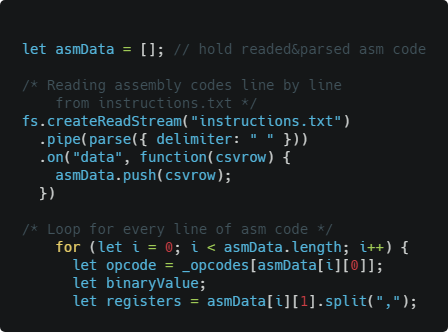 let asmData = []; // hold readed&parsed asm code

/* Reading assembly codes line by line
    from instructions.txt */
fs.createReadStream("instructions.txt")
  .pipe(parse({ delimiter: " " }))
  .on("data", function(csvrow) {
    asmData.push(csvrow);
  })

/* Loop for every line of asm code */
    for (let i = 0; i < asmData.length; i++) {
      let opcode = _opcodes[asmData[i][0]];
      let binaryValue;
      let registers = asmData[i][1].split(",");